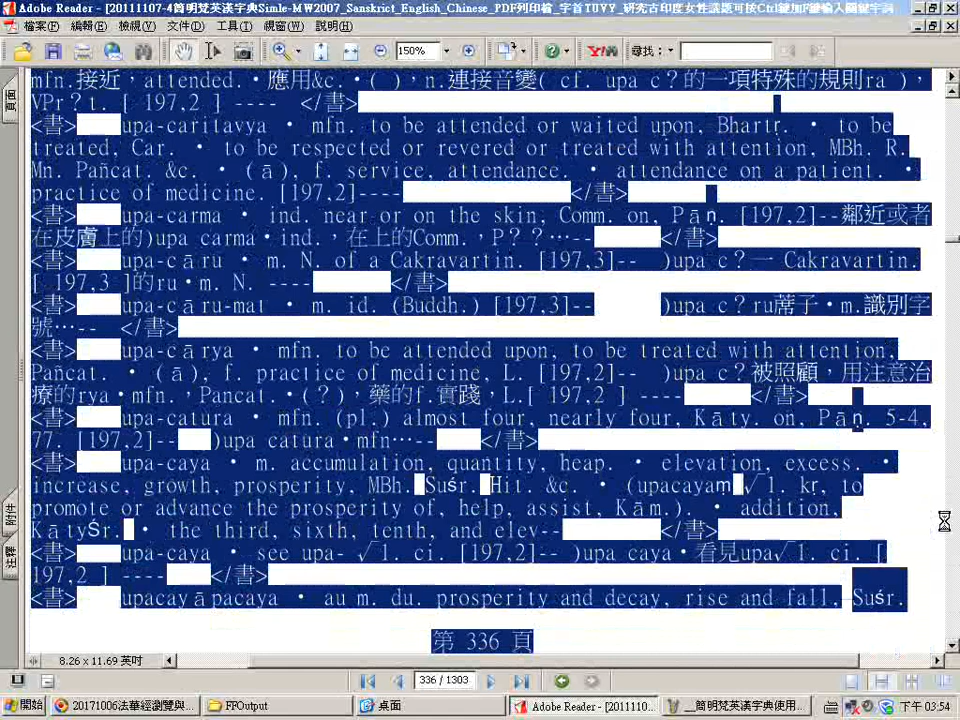 Adobe Reader - [20111107-4簡明梵英漢字典Simle-MW2007_Sanskrict_English_Chinese_PDF列印檔_字首TUVY_研究古印度女性議題可按Ctrl鍵加F鍵輸入關鍵字詞
檔案(F) 編輯(E) 檢視(V) 文件(D) 工具(T) 視窗(W) 說明(H)
150% Y! 尋找:
頁面
mfn.接近，attended.・應用&c.・( )，n.連接音變( cf. upa c？的一項特殊的規則ra )，
VPr？t. [ 197,2 ] ---- </書>
<書> upa-caritavya ・ mfn. to be attended or waited upon, Bhartṛ. ・ to be
treated, Car. ・ to be respected or revered or treated with attention, MBh. R.
Mn. Pañcat. &c. ・ (ā), f. service, attendance. ・ attendance on a patient. ・
practice of medicine. [197,2]---- </書>
<書> upa-carma ・ ind. near or on the skin, Comm. on, Pāṇ. [197,2]--鄰近或者
在皮膚上的)upa carma・ind.，在上的Comm.，P？？…-- </書>
<書> upa-cāru ・ m. N. of a Cakravartin. [197,3]-- )upa c？一 Cakravartin.
[ 197,3 ]的ru・m. N. ---- </書>
<書> upa-cāru-mat ・ m. id. (Buddh.) [197,3]-- )upa c？ru蓆子・m.識別字
號…-- </書>
<書> upa-cārya ・ mfn. to be attended upon, to be treated with attention,
Pañcat. ・ (ā), f. practice of medicine, L. [197,2]-- )upa c？被照顧，用注意治
療的rya・mfn.，Pancat.・(？)，藥的f.實踐，L.[ 197,2 ] ---- </書>
<書> upa-catura ・ mfn. (pl.) almost four, nearly four, Kāty. on, Pāṇ. 5-4,
77. [197,2]-- )upa catura・mfn…-- </書>
<書> upa-caya ・ m. accumulation, quantity, heap. ・ elevation, excess. ・
increase, growth, prosperity, MBh. Suśr. Hit. &c. ・ (upacayaṃ √1. kṛ, to
promote or advance the prosperity of, help, assist, Kām.). ・ addition,
KātyŚr. ・ the third, sixth, tenth, and elev-- </書>
<書> upa-caya ・ see upa- √1. ci. [197,2]-- )upa caya・看見upa√1. ci. [
197,2 ] ---- </書>
<書> upacayāpacaya ・ au m. du. prosperity and decay, rise and fall, Suśr.
附件
注釋
第 336 頁
8.26 x 11.69 英吋
336 / 1303
開始 20171006法華經瀏覽與... FFOutput 桌面 Adobe Reader - [2011110... __簡明梵英漢字典使用... 下午 03:54